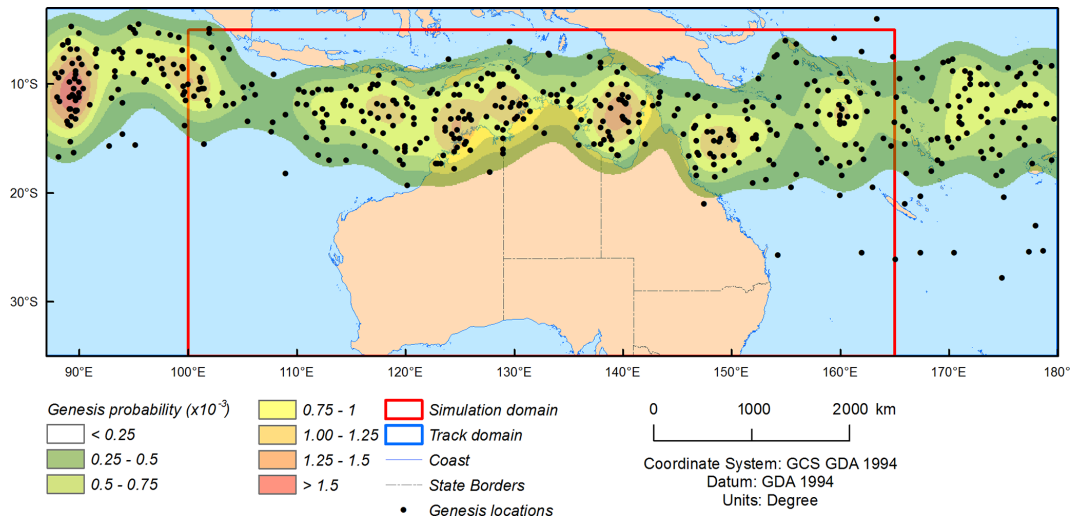 10°S
20°S
30°S
90°E 100°E 110°E 120°E 130°E 140°E 150°E 160°E 170°E 180°
Genesis probability (x10⁻³)
< 0.25
0.25 - 0.5
0.5 - 0.75
0.75 - 1
1.00 - 1.25
1.25 - 1.5
> 1.5
Simulation domain
Track domain
Coast
State Borders
Genesis locations
0 1000 2000 km
Coordinate System: GCS GDA 1994
Datum: GDA 1994
Units: Degree